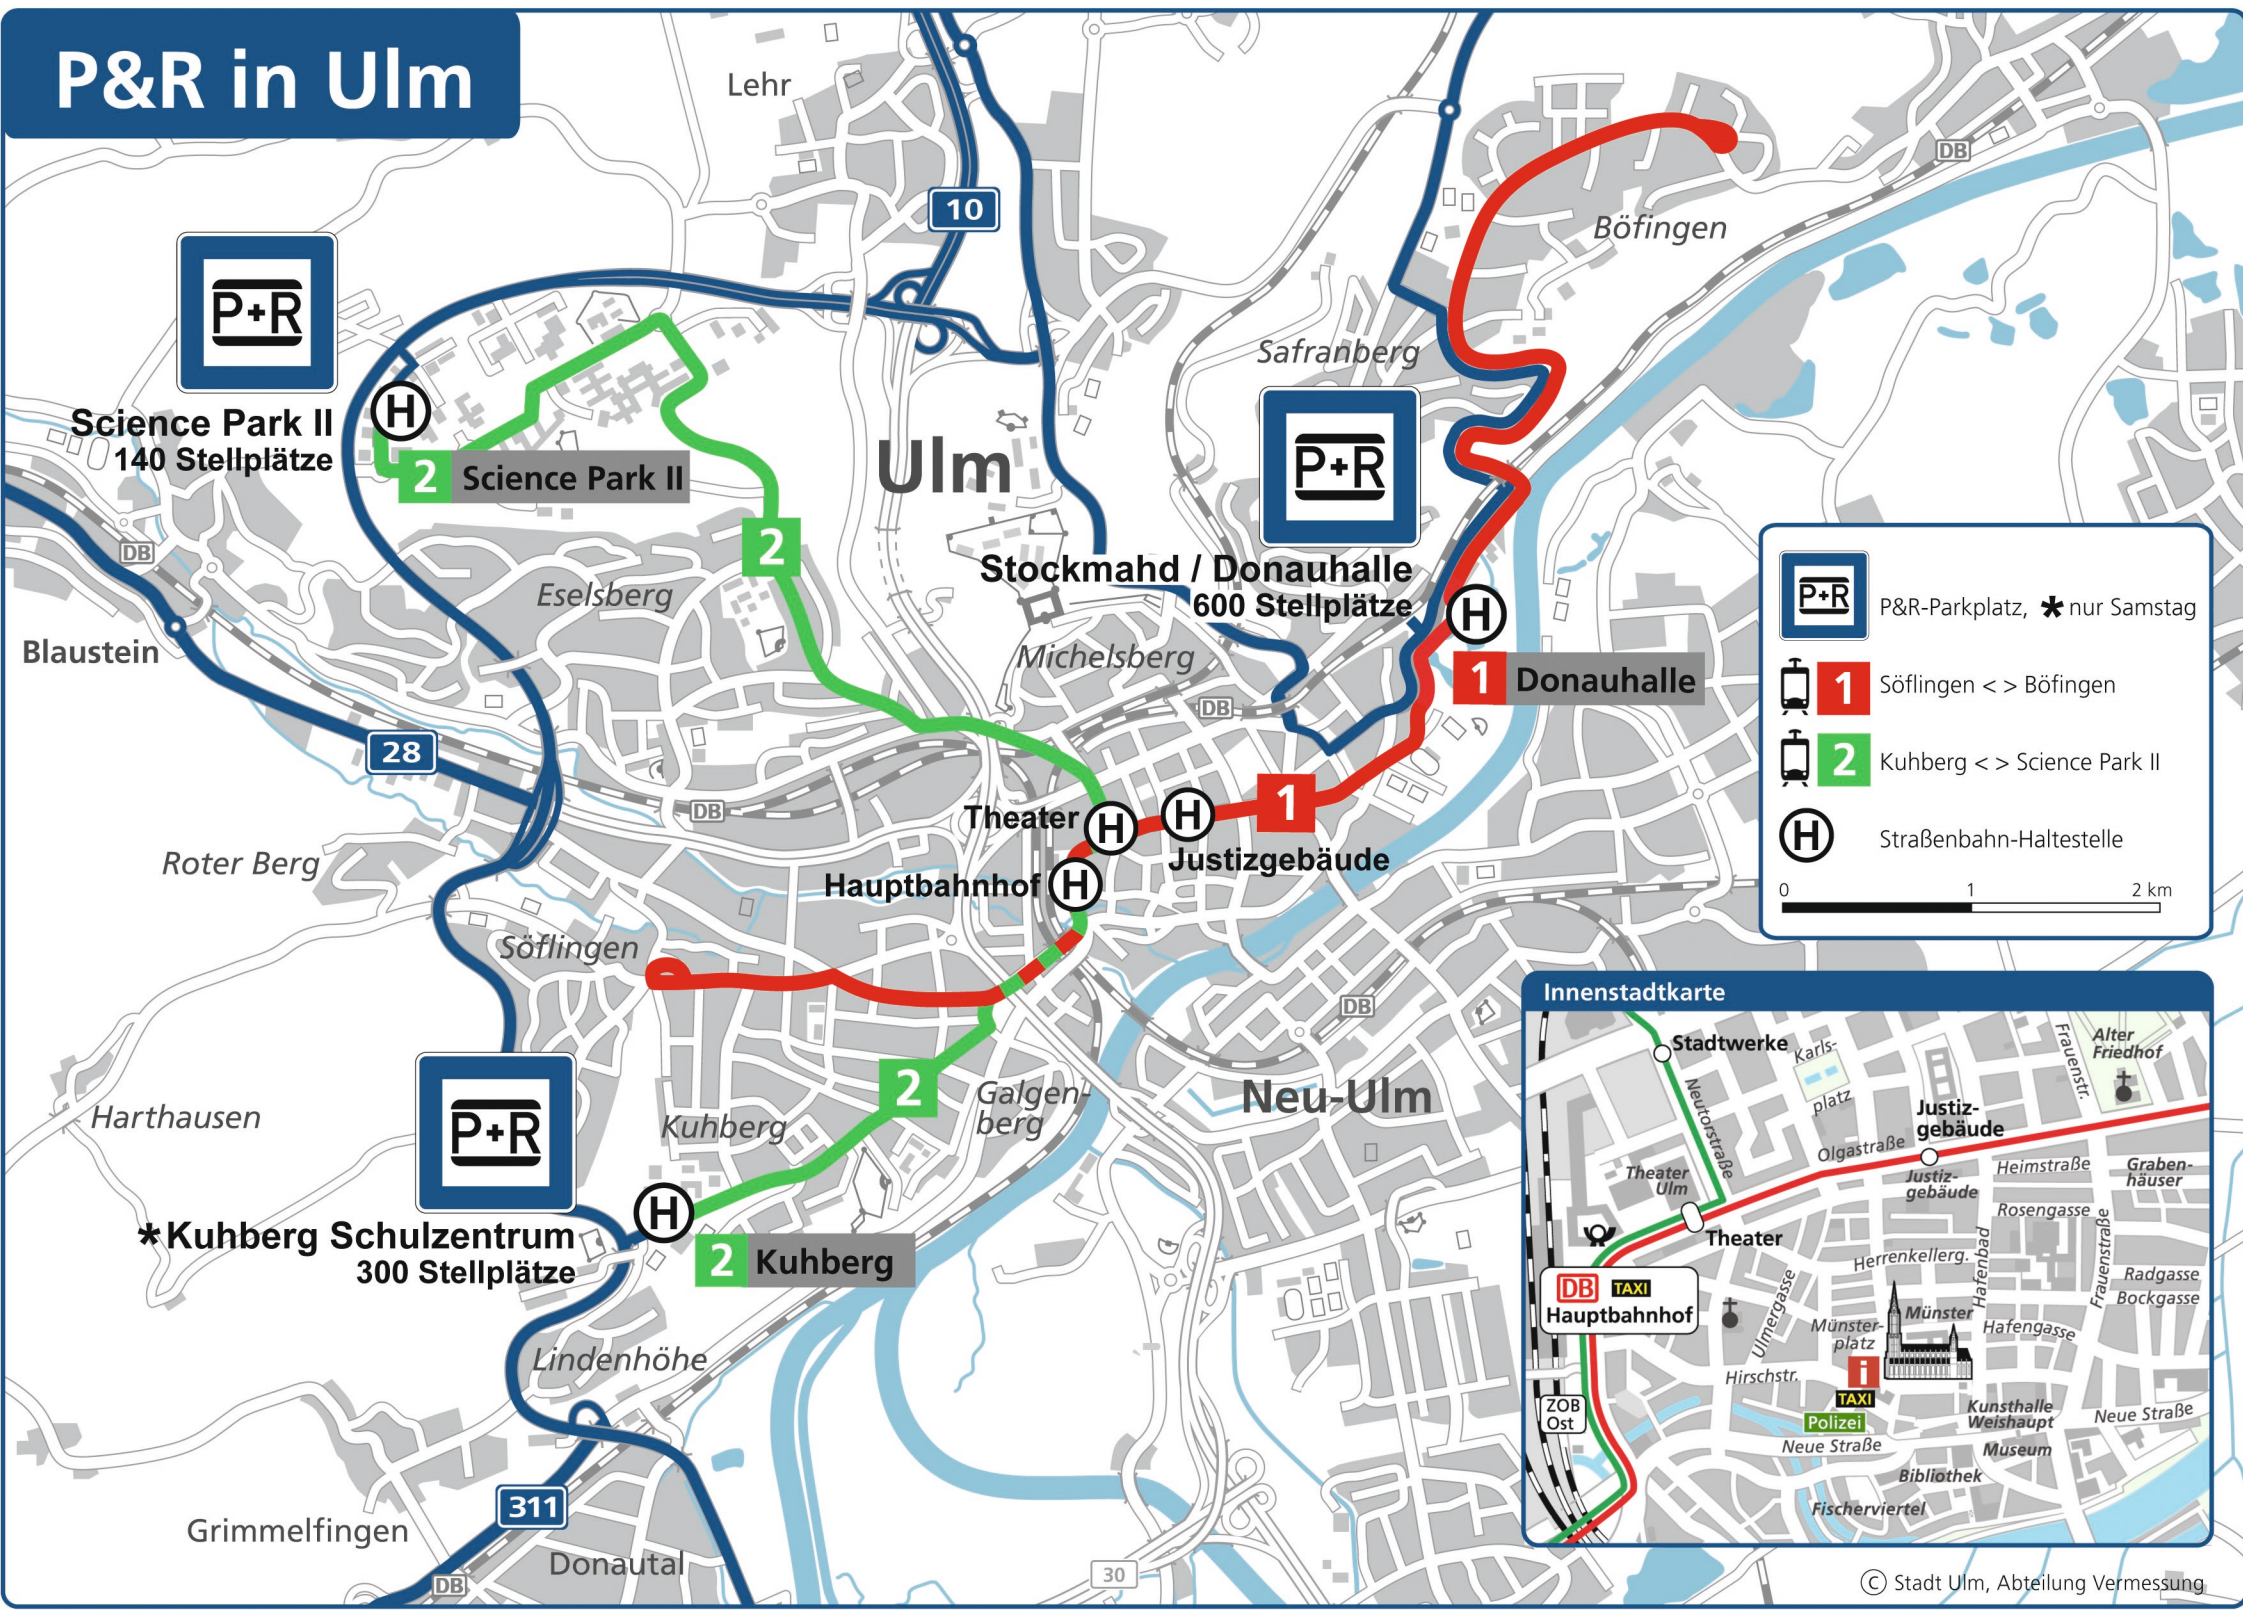 P&R in Ulm
Lehr
10
P+R
Science Park II
140 Stellplätze
H
2 Science Park II
2
Ulm
Böfingen
DB
Safranberg
P+R
Stockmahd / Donauhalle
600 Stellplätze
H
1 Donauhalle
DB
Eselsberg
Blaustein
Michelsberg
DB
28
DB
Roter Berg
Theater
H
H
1
Justizgebäude
Hauptbahnhof
H
Söflingen
DB
P+R
2
Galgen-
berg
Neu-Ulm
Harthausen
Kuhberg
H
*Kuhberg Schulzentrum
300 Stellplätze
2 Kuhberg
Lindenhöhe
311
Grimmelfingen
Donautal
DB
30
P+R
P&R-Parkplatz, * nur Samstag
1 Söflingen < > Böfingen
2 Kuhberg < > Science Park II
H Straßenbahn-Haltestelle
0 1 2 km
Innenstadtkarte
Stadtwerke
Karls-
platz
Frauenstr.
Alter
Friedhof
Neutorstraße
Justiz-
gebäude
Olgastraße
Theater
Ulm
Justiz-
gebäude
Heimstraße
Graben-
häuser
Rosengasse
Theater
Herrenkellerg.
Hafenbad
Frauenstraße
Radgasse
Bockgasse
DB TAXI
Hauptbahnhof
Ulmergasse
Münster-
platz
Münster
Hafengasse
Hirschstr.
i
TAXI
Polizei
ZOB
Ost
Kunsthalle
Weishaupt
Neue Straße
Neue Straße
Museum
Bibliothek
Fischerviertel
© Stadt Ulm, Abteilung Vermessung